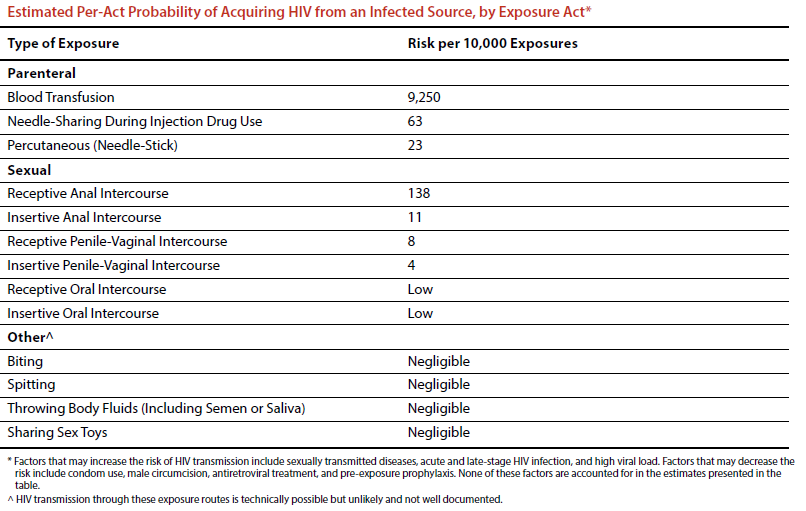 Estimated Per-Act Probability of Acquiring HIV from an Infected Source, by Exposure Act*
Type of Exposure Risk per 10,000 Exposures
Parenteral
Blood Transfusion 9,250
Needle-Sharing During Injection Drug Use 63
Percutaneous (Needle-Stick) 23
Sexual
Receptive Anal Intercourse 138
Insertive Anal Intercourse 11
Receptive Penile-Vaginal Intercourse 8
Insertive Penile-Vaginal Intercourse 4
Receptive Oral Intercourse Low
Insertive Oral Intercourse Low
Other^
Biting Negligible
Spitting Negligible
Throwing Body Fluids (Including Semen or Saliva) Negligible
Sharing Sex Toys Negligible
* Factors that may increase the risk of HIV transmission include sexually transmitted diseases, acute and late-stage HIV infection, and high viral load. Factors that may decrease the
risk include condom use, male circumcision, antiretroviral treatment, and pre-exposure prophylaxis. None of these factors are accounted for in the estimates presented in the
table.
^ HIV transmission through these exposure routes is technically possible but unlikely and not well documented.